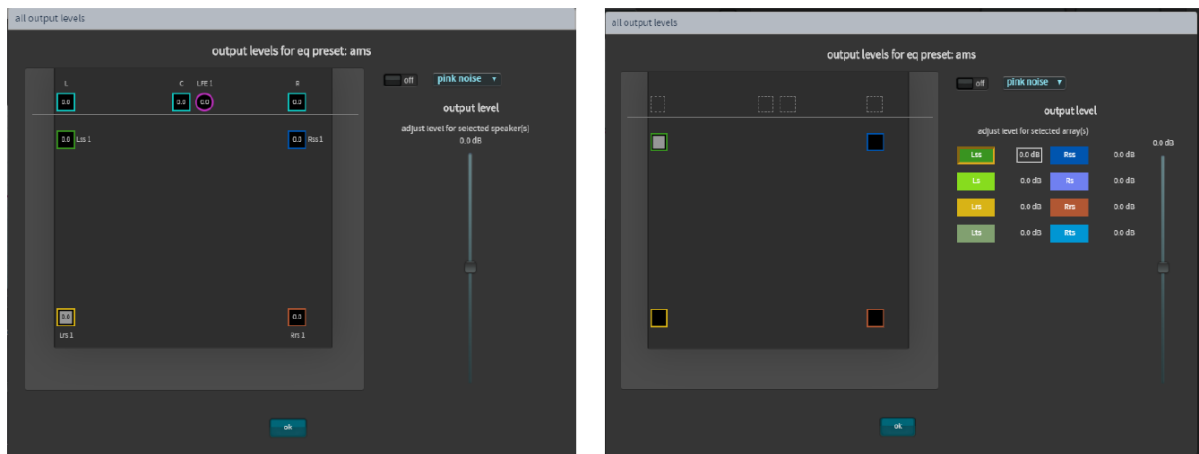 all output levels
output levels for eq preset: ams
off pink noise
L C LFE 1 R
0.0 0.0 0.0 0.0
output level
adjust level for selected speaker(s)
0.0 dB
0.0 Lss 1 0.0 Rss 1
0.0 0.0
Lrs 1 Rrs 1
ok
all output levels
output levels for eq preset: ams
off pink noise
output level
adjust level for selected array(s)
0.0 dB
Lss 0.0 dB Rss 0.0 dB
Ls 0.0 dB Rs 0.0 dB
Lrs 0.0 dB Rrs 0.0 dB
Lts 0.0 dB Rts 0.0 dB
ok